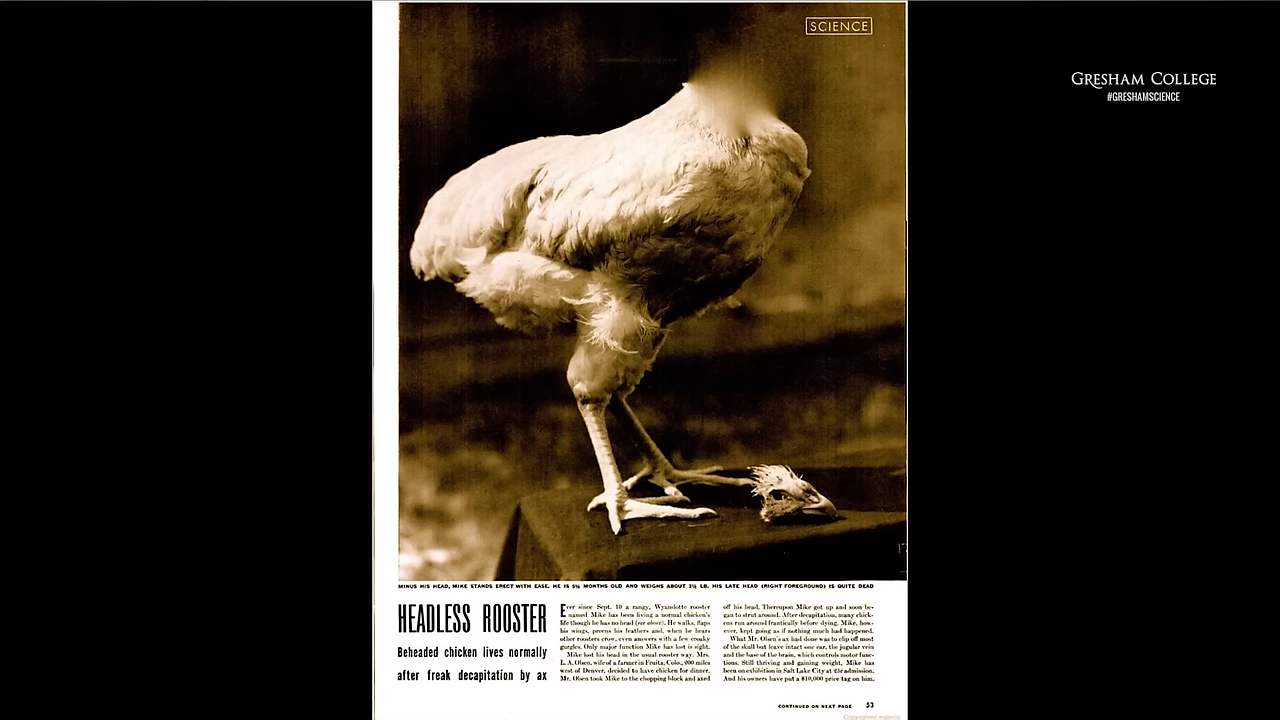 SCIENCE
GRESHAM COLLEGE
#GRESHAMSCIENCE
MINUS HIS HEAD, MIKE STANDS ERECT WITH EASE. HE IS 5½ MONTHS OLD AND WEIGHS ABOUT 3½ LB. HIS LATE HEAD (RIGHT FOREGROUND) IS QUITE DEAD
HEADLESS ROOSTER
Beheaded chicken lives normally
after freak decapitation by ax
Ever since Sept. 10 a rangy, Wyandotte rooster
named Mike has been living a normal chicken's
life though he has no head (see above). He walks, flaps
his wings, preens his feathers and, when he hears
other roosters crow, even answers with a few croaky
gurgles. Only major function Mike has lost is sight.
Mike lost his head in the usual rooster way. Mrs.
L. A. Olsen, wife of a farmer in Fruita, Colo., 200 miles
west of Denver, decided to have chicken for dinner.
Mr. Olsen took Mike to the chopping block and axed
off his head. Thereupon Mike got up and soon be-
gan to strut around. After decapitation, many chick-
ens run around frantically before dying. Mike, how-
ever, kept going as if nothing much had happened.
What Mr. Olsen's ax had done was to clip off most
of the skull but leave intact one ear, the jugular vein
and the base of the brain, which controls motor func-
tions. Still thriving and gaining weight, Mike has
been on exhibition in Salt Lake City at 25¢ admission.
And his owners have put a $10,000 price tag on him.
CONTINUED ON NEXT PAGE 53
Copyrighted material